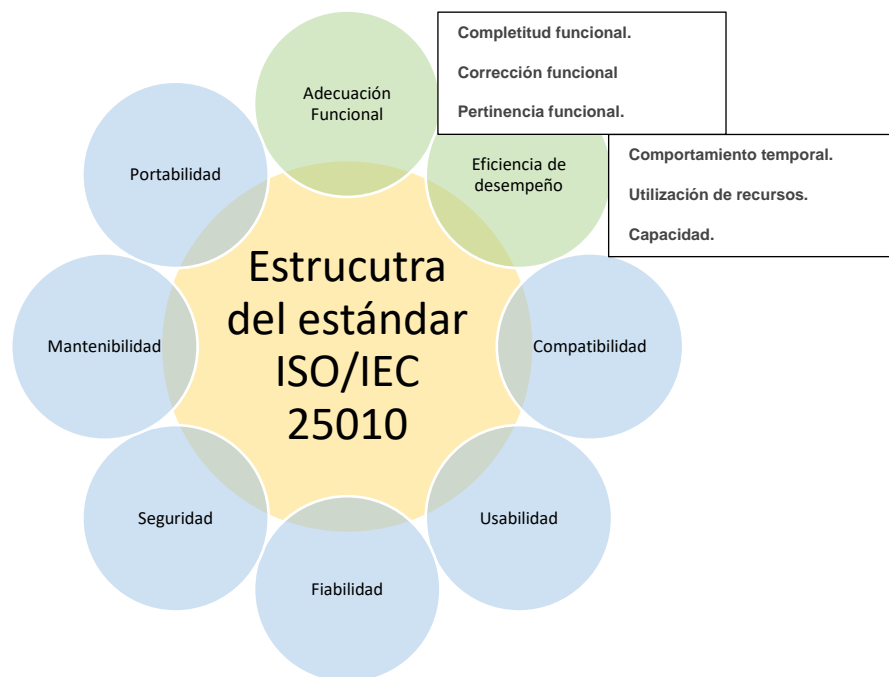 Completitud funcional.
Corrección funcional
Pertinencia funcional.
Adecuación
Funcional
Comportamiento temporal.
Utilización de recursos.
Capacidad.
Eficiencia de
desempeño
Portabilidad
Estrucutra
del estándar
ISO/IEC
25010
Mantenibilidad
Compatibilidad
Seguridad
Usabilidad
Fiabilidad